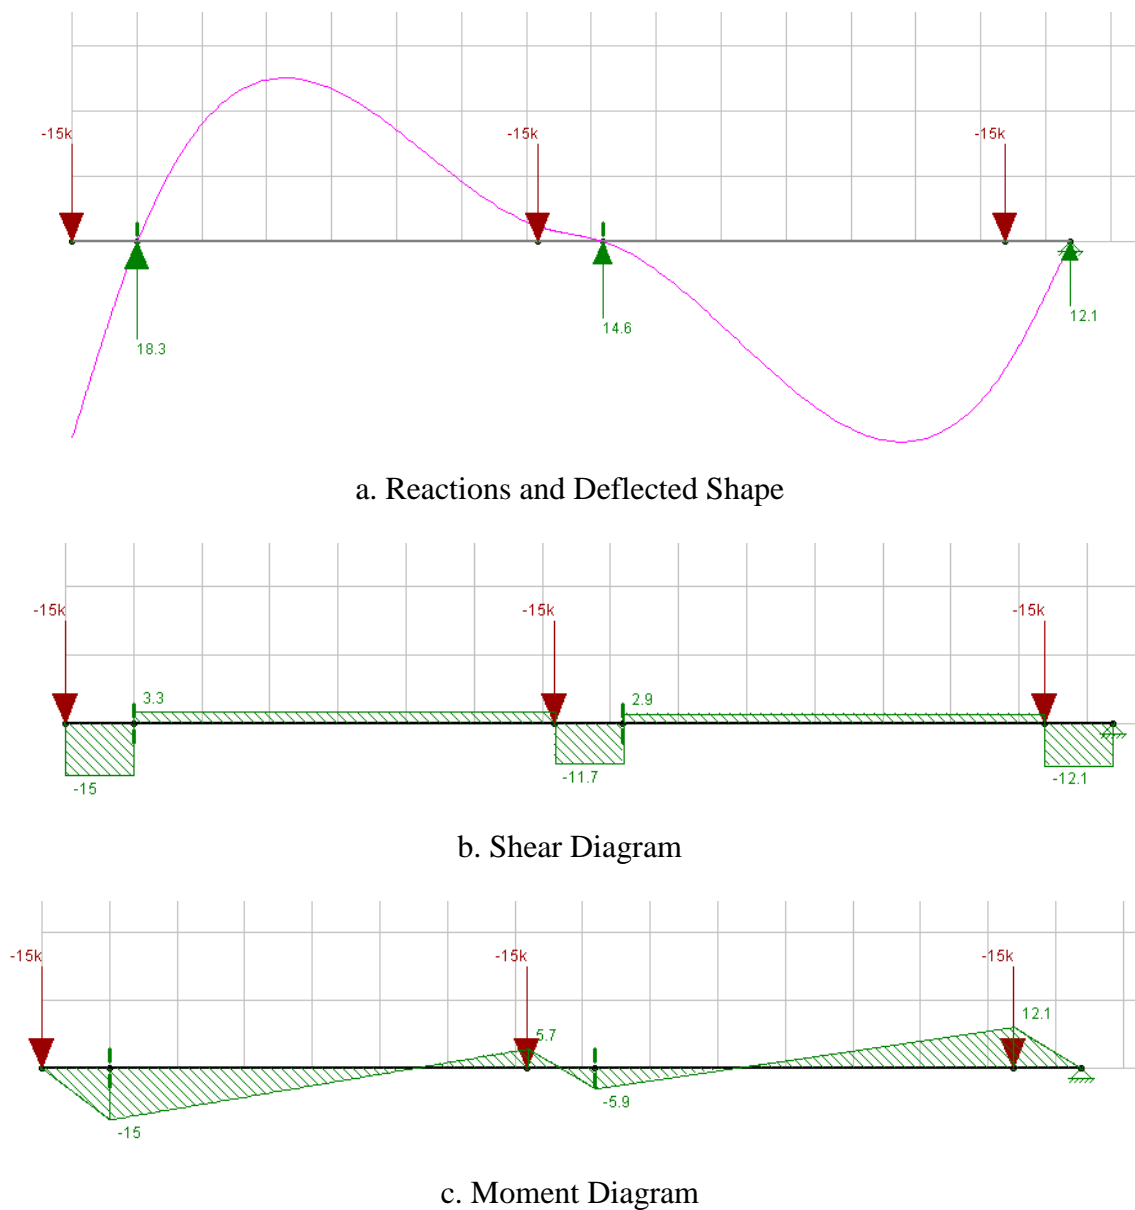 -15k -15k -15k
18.3 14.6 12.1
a. Reactions and Deflected Shape
-15k -15k -15k
3.3 2.9
-15 -11.7 -12.1
b. Shear Diagram
-15k -15k -15k
5.7 12.1
-15 -5.9
c. Moment Diagram